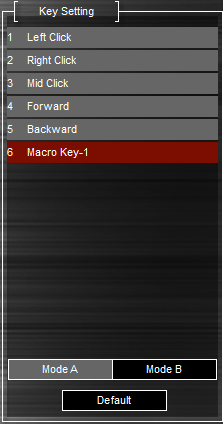 Key Setting
1 Left Click
2 Right Click
3 Mid Click
4 Forward
5 Backward
6 Macro Key-1
Mode A Mode B
Default